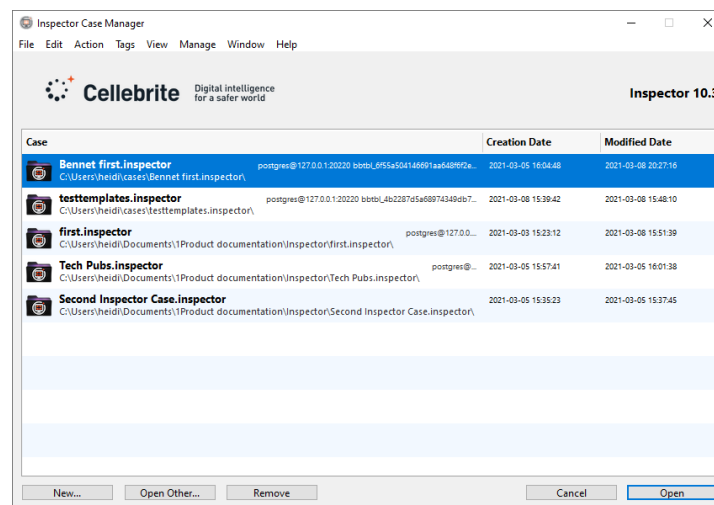 Inspector Case Manager
File Edit Action Tags View Manage Window Help
Cellebrite Digital intelligence
for a safer world
Inspector 10.3
Case Creation Date Modified Date
Bennet first.inspector postgres@127.0.0.1:20220 bbtbl_6f55a504146691aa648f6f2e... 2021-03-05 16:04:48 2021-03-08 20:27:16
C:\Users\heidi\cases\Bennet first.inspector\
testtemplates.inspector postgres@127.0.0.1:20220 bbtbl_4b2287d5a68974349db7... 2021-03-08 15:39:42 2021-03-08 15:48:10
C:\Users\heidi\cases\testtemplates.inspector\
first.inspector postgres@127.0.0... 2021-03-03 15:23:12 2021-03-08 15:51:39
C:\Users\heidi\Documents\1Product documentation\Inspector\first.inspector\
Tech Pubs.inspector postgres@... 2021-03-05 15:57:41 2021-03-05 16:01:38
C:\Users\heidi\Documents\1Product documentation\Inspector\Tech Pubs.inspector\
Second Inspector Case.inspector 2021-03-05 15:35:23 2021-03-05 15:37:45
C:\Users\heidi\Documents\1Product documentation\Inspector\Second Inspector Case.inspector\
New... Open Other... Remove Cancel Open